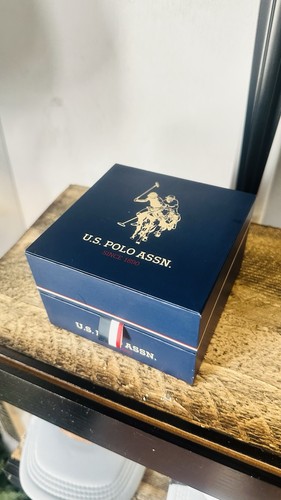 U.S. POLO ASSN.
SINCE 1890
U.S. ASSN.